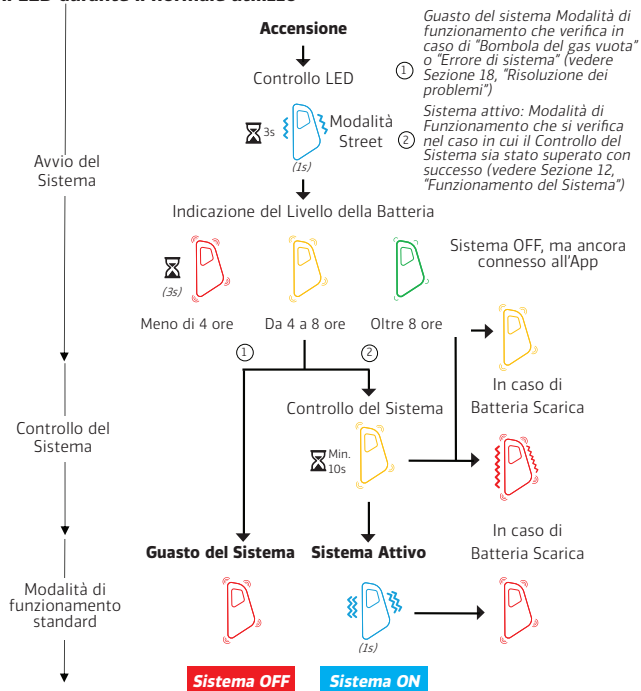 Accensione
Controllo LED
3s
Modalità
Street
(1s)
1
Guasto del sistema Modalità di
funzionamento che verifica in
caso di "Bombola del gas vuota"
o "Errore di sistema" (vedere
Sezione 18, "Risoluzione dei
problemi")
2
Sistema attivo: Modalità di
Funzionamento che si verifica
nel caso in cui il Controllo del
Sistema sia stato superato con
successo (vedere Sezione 12,
"Funzionamento del Sistema")
Avvio del
Sistema
Indicazione del Livello della Batteria
(3s)
Meno di 4 ore
Da 4 a 8 ore
Oltre 8 ore
Sistema OFF, ma ancora
connesso all'App
1
2
Controllo del
Sistema
Controllo del Sistema
Min.
10s
In caso di
Batteria Scarica
Modalità di
funzionamento
standard
Guasto del Sistema
Sistema Attivo
(1s)
In caso di
Batteria Scarica
Sistema OFF
Sistema ON